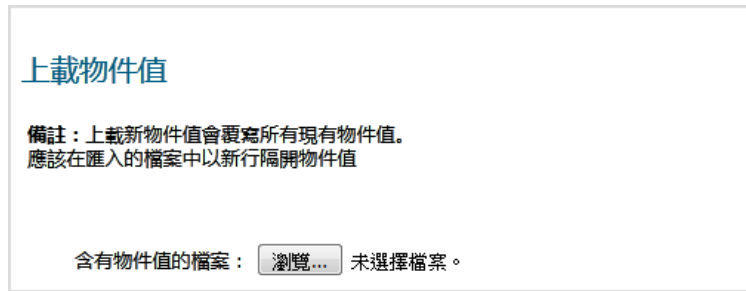 上載物件值
備註：上載新物件值會覆寫所有現有物件值。
應該在匯入的檔案中以新行隔開物件值
含有物件值的檔案： 瀏覽... 未選擇檔案。